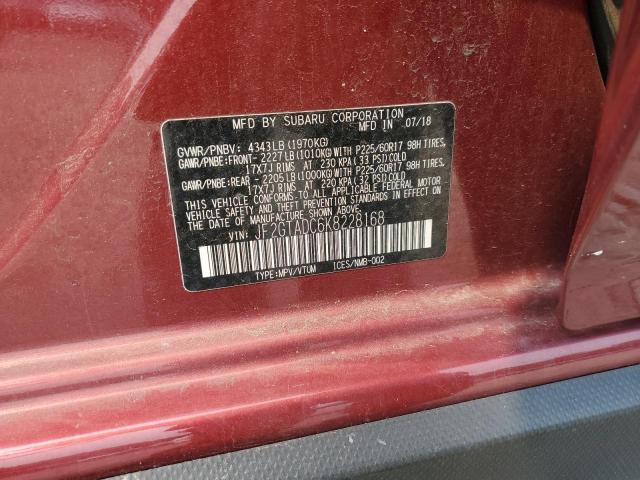 MFD BY SUBARU CORPORATION
MFD IN 07/18
GVWR/PNBV: 4343LB(1970KG)
GAWR/PNBE:FRONT- 2227LB(1010KG)WITH P225/60R17 98H TIRES,
17X7J RIMS AT 230 KPA(33 PSI)COLD
GAWR/PNBE:REAR - 2205LB(1000KG)WITH P225/60R17 98H TIRES,
17X7J RIMS AT 220 KPA(32 PSI)COLD
THIS VEHICLE CONFORMS TO ALL APPLICABLE FEDERAL MOTOR
VEHICLE SAFETY AND BUMPER STANDARDS IN EFFECT ON
THE DATE OF MANUFACTURE SHOWN ABOVE.
VIN: JF2GTADC6K8228168
TYPE:MPV/VTUM ICES/NMB-002